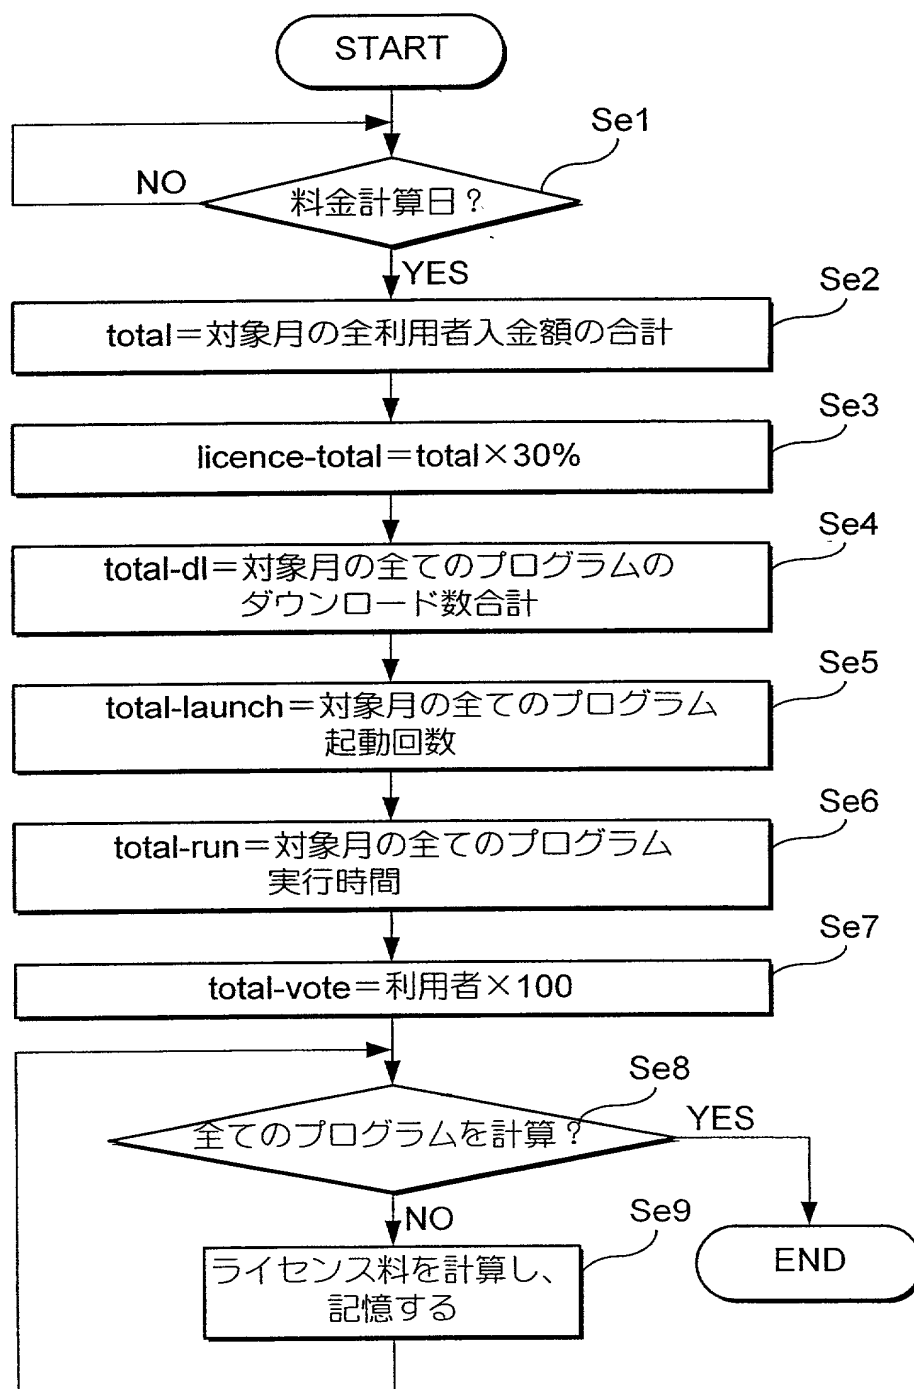 START
Se1
NO
料金計算日？
YES
Se2
total＝対象月の全利用者入金額の合計
Se3
licence-total＝total×30%
Se4
total-dl＝対象月の全てのプログラムの
ダウンロード数合計
Se5
total-launch＝対象月の全てのプログラム
起動回数
Se6
total-run＝対象月の全てのプログラム
実行時間
Se7
total-vote＝利用者×100
Se8
全てのプログラムを計算？
YES
NO
Se9
ライセンス料を計算し、
記憶する
END